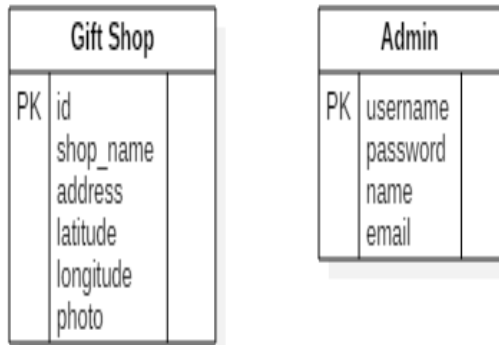 Gift Shop
PK id
shop_name
address
latitude
longitude
photo
Admin
PK username
password
name
email